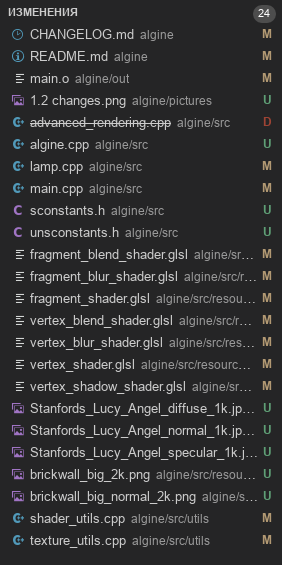 ИЗМЕНЕНИЯ 24
CHANGELOG.md algine M
README.md algine M
main.o algine/out M
1.2 changes.png algine/pictures U
advanced_rendering.cpp algine/src D
algine.cpp algine/src U
lamp.cpp algine/src M
main.cpp algine/src M
sconstants.h algine/src U
unsconstants.h algine/src U
fragment_blend_shader.glsl algine/sr... M
fragment_blur_shader.glsl algine/src/r... M
fragment_shader.glsl algine/src/resou... M
vertex_blend_shader.glsl algine/src/r... M
vertex_blur_shader.glsl algine/src/res... M
vertex_shader.glsl algine/src/resourc... M
vertex_shadow_shader.glsl algine/sr... M
Stanfords_Lucy_Angel_diffuse_1k.jp... U
Stanfords_Lucy_Angel_normal_1k.jp... U
Stanfords_Lucy_Angel_specular_1k.j... U
brickwall_big_2k.png algine/src/resou... U
brickwall_big_normal_2k.png algine/s... U
shader_utils.cpp algine/src/utils M
texture_utils.cpp algine/src/utils M